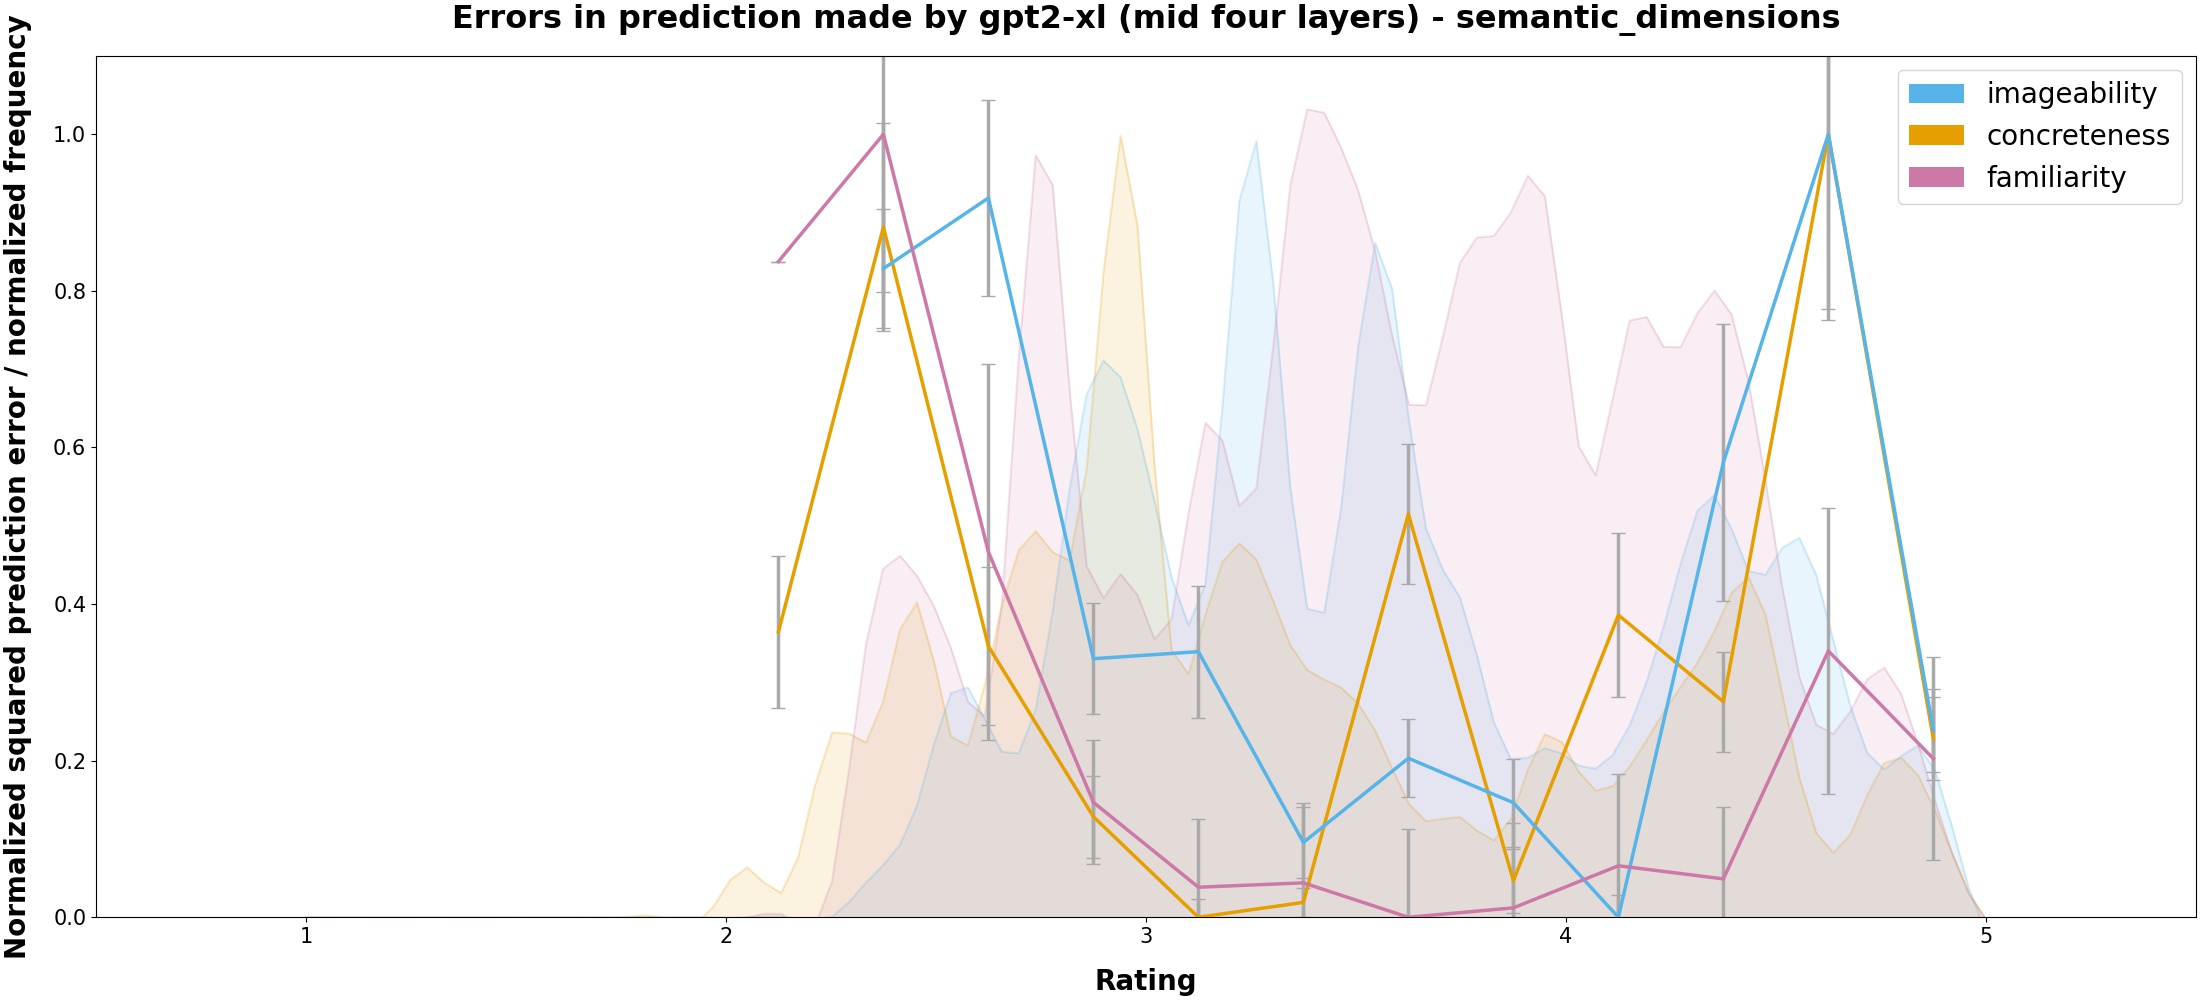 Errors in prediction made by gpt2-xl (mid four layers) - semantic_dimensions
Normalized squared prediction error / normalized frequency
1.0
0.8
0.6
0.4
0.2
0.0
imageability
concreteness
familiarity
1 2 3 4 5
Rating